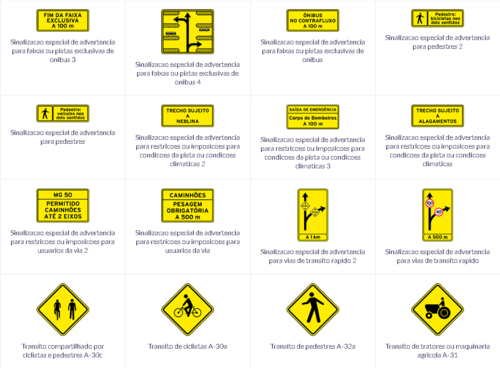 FIM DA FAIXA
EXCLUSIVA
A 100 m
Sinalizacao especial de advertencia
para faixas ou pistas exclusivas de
onibus 3
Sinalizacao especial de advertencia
para faixas ou pistas exclusivas de
onibus 4
ÔNIBUS
NO CONTRAFLUXO
A 100 m
Sinalizacao especial de advertencia
para faixas ou pistas exclusivas de
onibus
Pedestre:
bicicletas nos
dois sentidos
Sinalizacao especial de advertencia
para pedestres 2
Pedestre:
veículos nos
dois sentidos
Sinalizacao especial de advertencia
para pedestres
TRECHO SUJEITO
A
NEBLINA
Sinalizacao especial de advertencia
para restricoes ou imposicoes para
condicoes da pista ou condicoes
climaticas 2
SAÍDA DE EMERGÊNCIA
Corpo de Bombeiros
A 100 m
Sinalizacao especial de advertencia
para restricoes ou imposicoes para
condicoes da pista ou condicoes
climaticas 3
TRECHO SUJEITO
A
ALAGAMENTOS
Sinalizacao especial de advertencia
para restricoes ou imposicoes para
condicoes da pista ou condicoes
climaticas
MG 50
PERMITIDO
CAMINHÕES
ATÉ 2 EIXOS
Sinalizacao especial de advertencia
para restricoes ou imposicoes para
usuarios da via 2
CAMINHÕES
PESAGEM
OBRIGATÓRIA
A 500 m
Sinalizacao especial de advertencia
para restricoes ou imposicoes para
usuarios da via
A 1 km
Sinalizacao especial de advertencia
para vias de transito rapido 2
A 500 m
Sinalizacao especial de advertencia
para vias de transito rapido
Transito compartilhado por
ciclistas e pedestres A-30c
Transito de ciclistas A-30a
Transito de pedestres A-32a
Transito de tratores ou maquinaria
agricola A-31